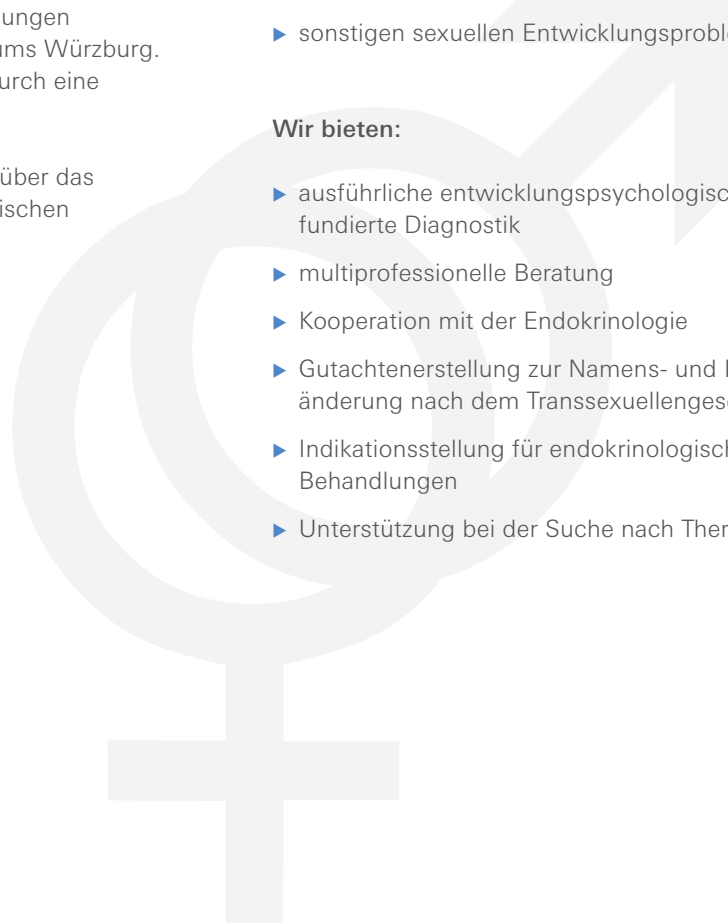 ungen
ums Würzburg.
urch eine
über das
ischen
▶ sonstigen sexuellen Entwicklungsprobl
Wir bieten:
▶ ausführliche entwicklungspsychologisc
fundierte Diagnostik
▶ multiprofessionelle Beratung
▶ Kooperation mit der Endokrinologie
▶ Gutachtenerstellung zur Namens- und
änderung nach dem Transsexuellenges
▶ Indikationsstellung für endokrinologisc
Behandlungen
▶ Unterstützung bei der Suche nach Ther